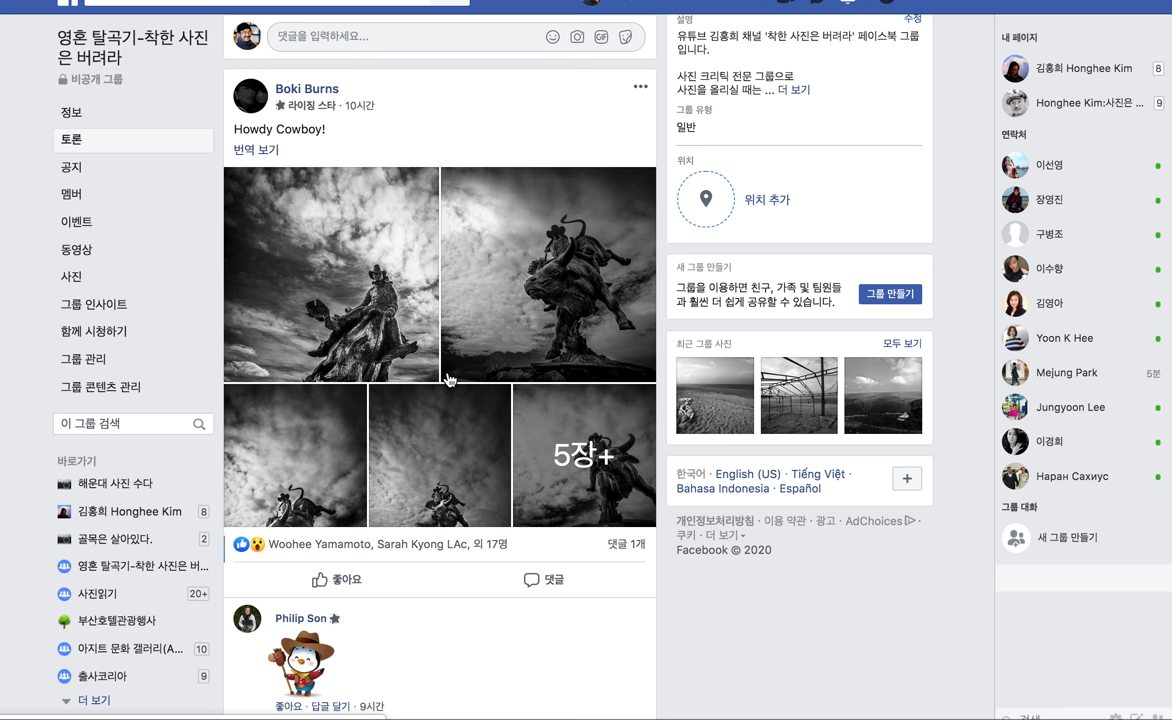 영혼 탈곡기-착한 사진
은 버려라
비공개 그룹
정보
토론
공지
멤버
이벤트
동영상
사진
그룹 인사이트
함께 시청하기
그룹 관리
그룹 콘텐츠 관리
이 그룹 검색
바로가기
해운대 사진 수다
김홍희 Honghee Kim 8
골목은 살아있다. 2
영혼 탈곡기-착한 사진은 버...
사진읽기 20+
부산호텔관광행사
아지트 문화 갤러리(A... 10
출사코리아 9
더 보기
댓글을 입력하세요...
GIF
Boki Burns
라이징 스타 · 10시간
Howdy Cowboy!
번역 보기
5장+
Woohee Yamamoto, Sarah Kyong LAc, 외 17명
댓글 1개
좋아요
댓글
Philip Son
좋아요 · 답글 달기 · 9시간
설명
수정
유튜브 김홍희 채널 '착한 사진은 버려라' 페이스북 그룹
입니다.
사진 크리틱 전문 그룹으로
사진을 올리실 때는 ... 더 보기
그룹 유형
일반
위치
위치 추가
새 그룹 만들기
그룹을 이용하면 친구, 가족 및 팀원들
과 훨씬 더 쉽게 공유할 수 있습니다.
그룹 만들기
최근 그룹 사진
모두 보기
한국어 · English (US) · Tiếng Việt ·
Bahasa Indonesia · Español
개인정보처리방침 · 이용 약관 · 광고 · AdChoices ·
쿠키 · 더 보기
Facebook © 2020
내 페이지
김홍희 Honghee Kim 8
Honghee Kim:사진은 ... 9
연락처
이선영
장영진
구병조
이수향
김영아
Yoon K Hee
Mejung Park 5분
Jungyoon Lee
이경희
Наран Сахиус
그룹 대화
새 그룹 만들기
검색